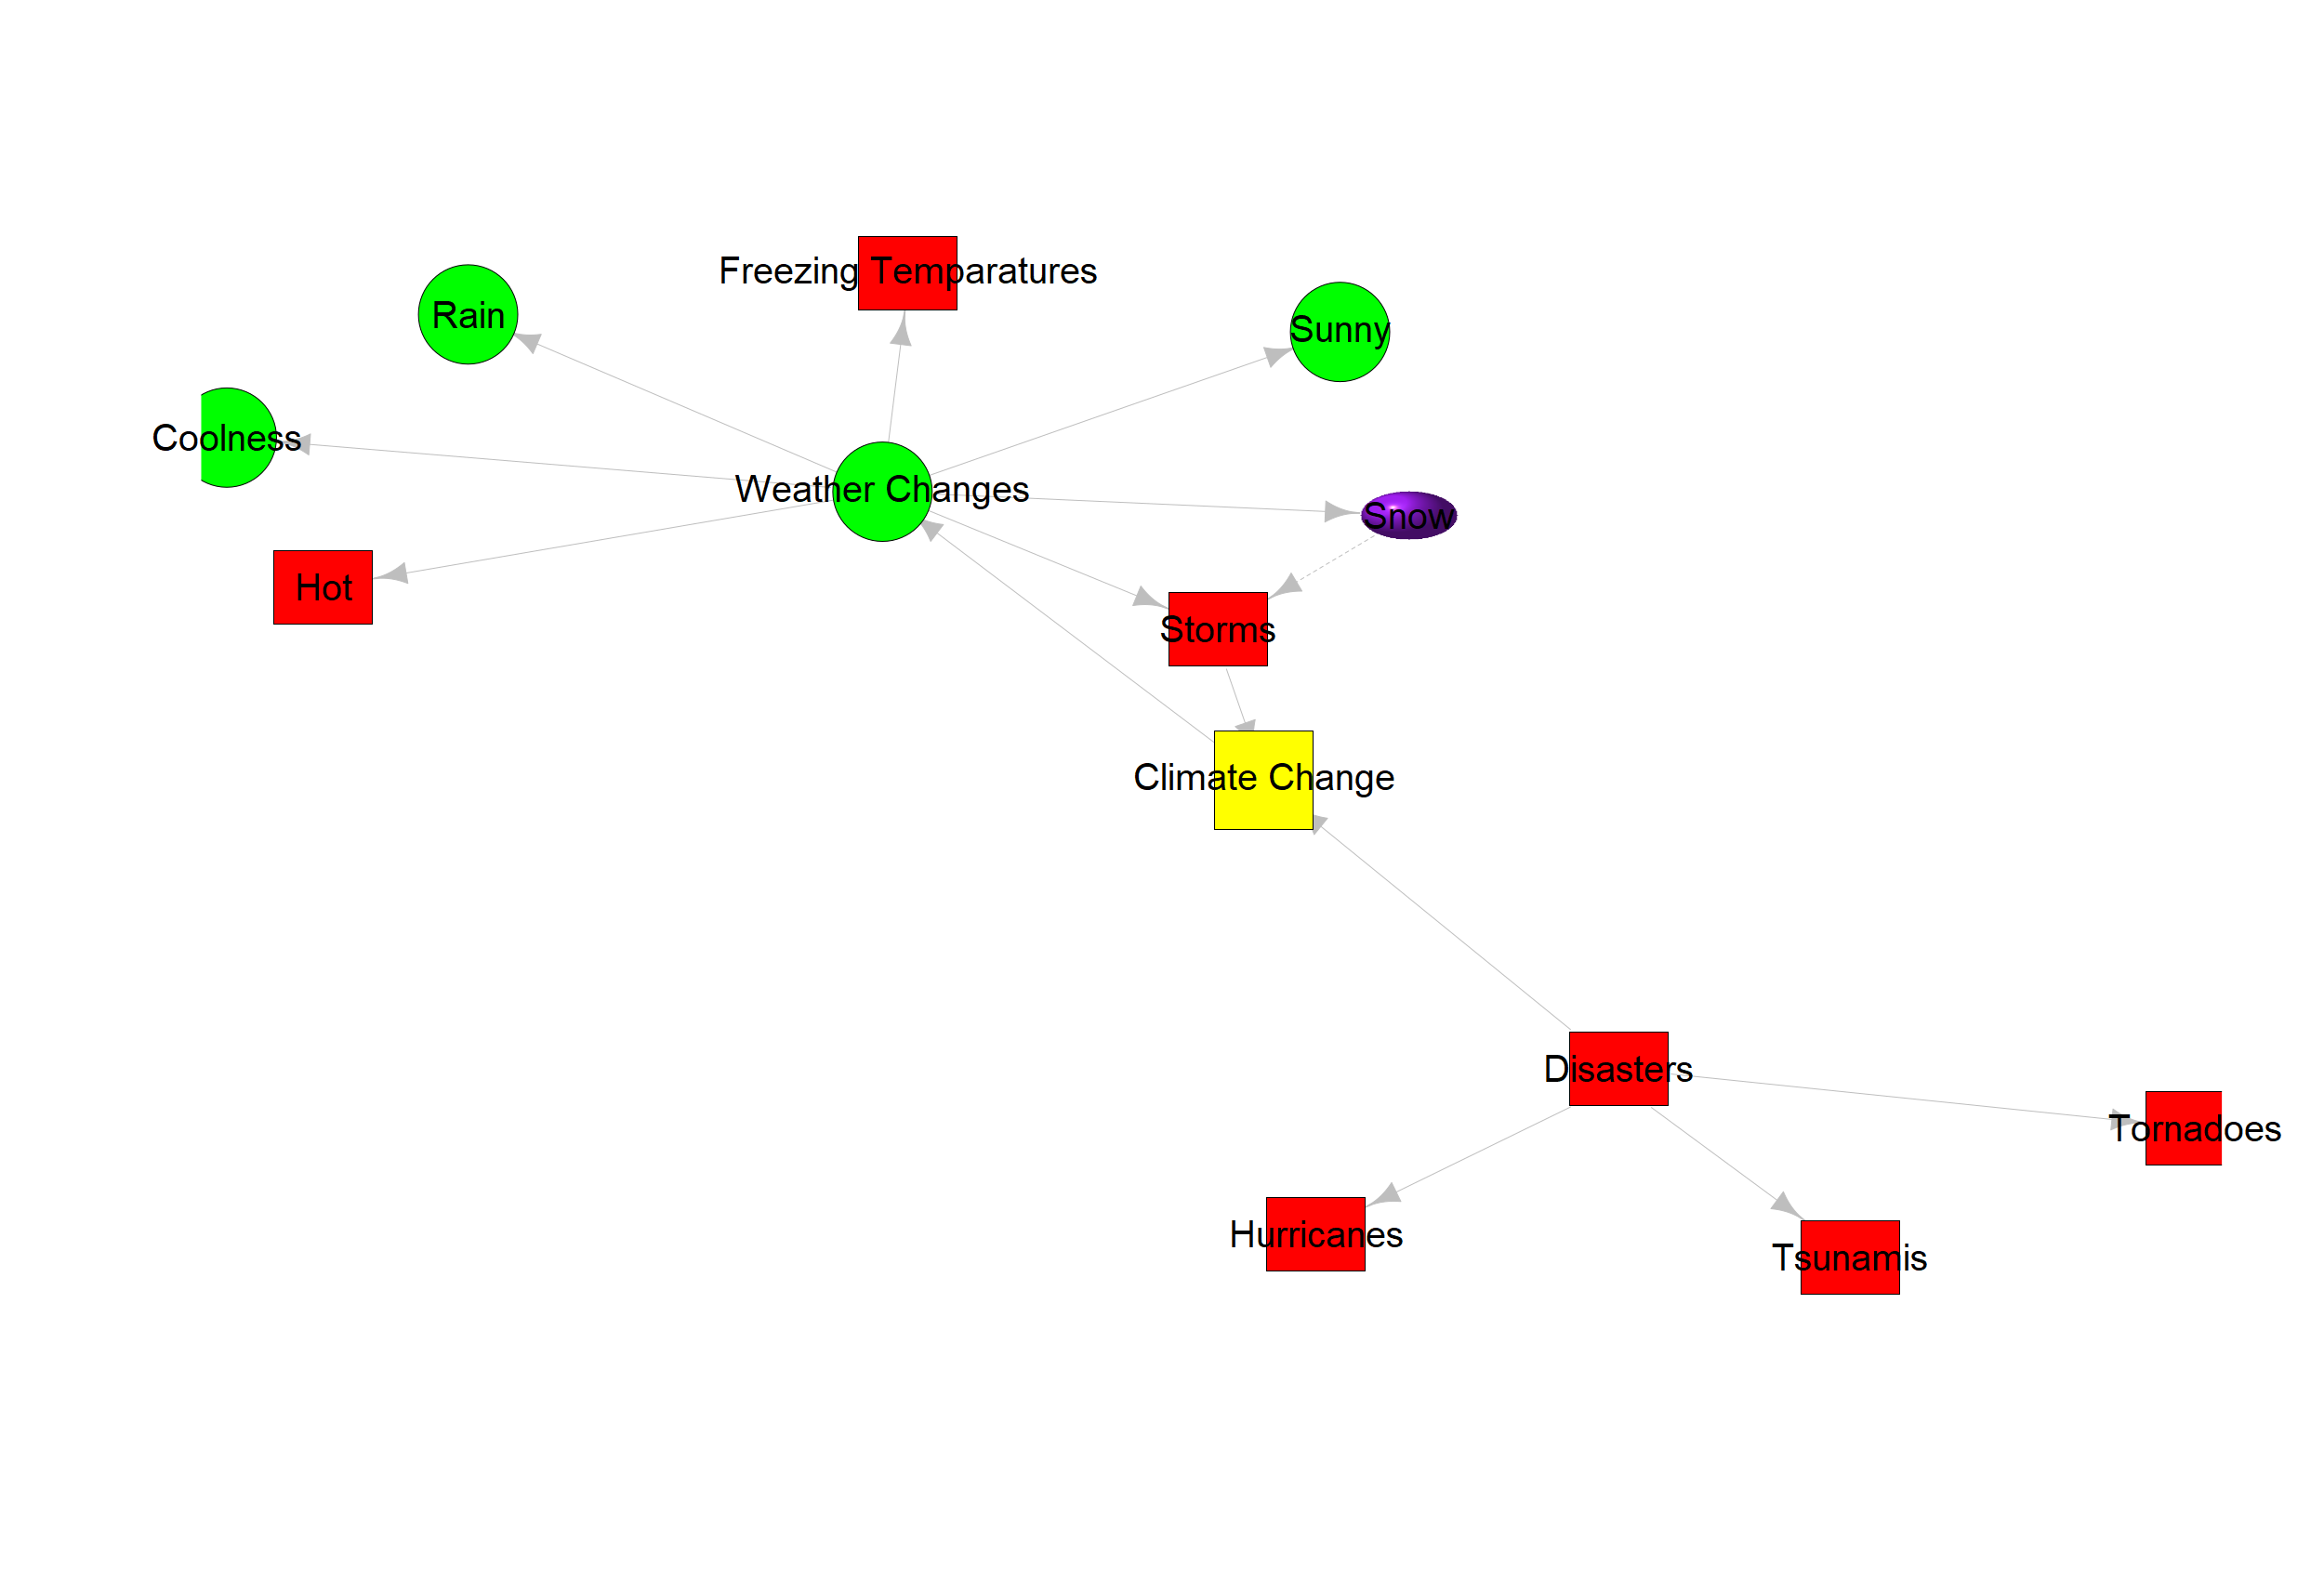 Freezing Temparatures
Rain
Sunny
Coolness
Weather Changes
Snow
Hot
Storms
Climate Change
Disasters
Tornadoes
Hurricanes
Tsunamis